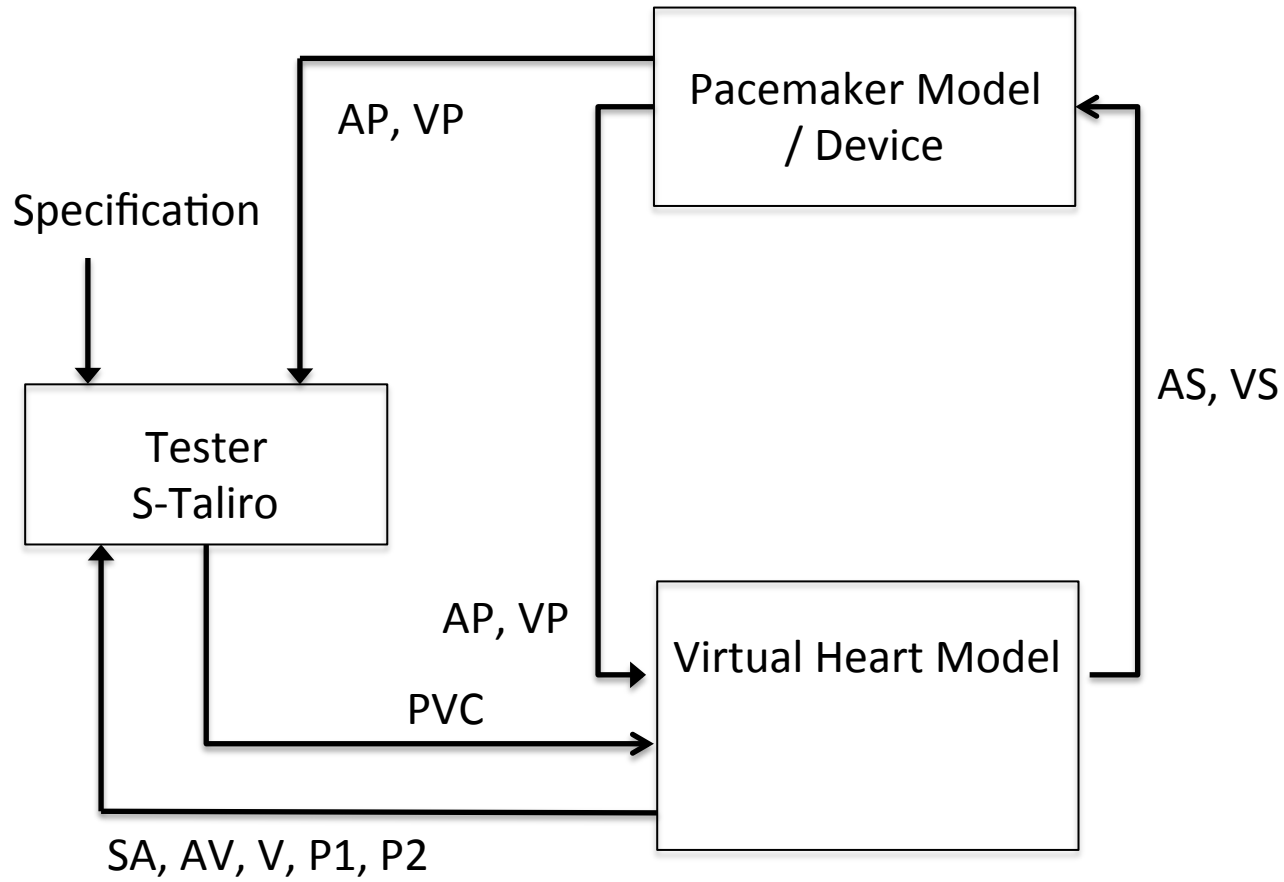 Pacemaker Model
/ Device
AP, VP
Specification
AS, VS
Tester
S-Taliro
AP, VP
Virtual Heart Model
PVC
SA, AV, V, P1, P2